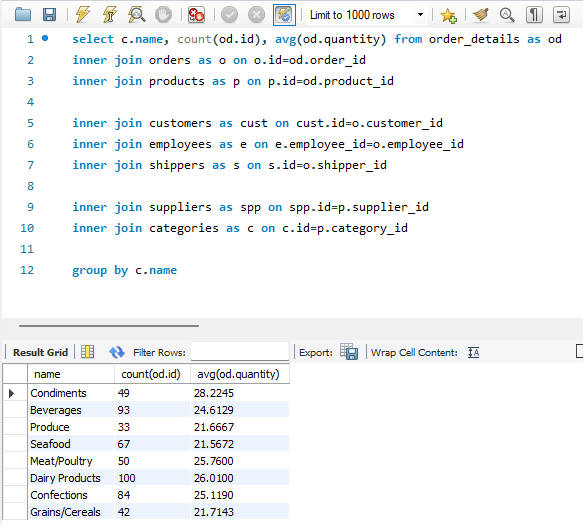 Limit to 1000 rows
1 select c.name, count(od.id), avg(od.quantity) from order_details as od
2 inner join orders as o on o.id=od.order_id
3 inner join products as p on p.id=od.product_id
4
5 inner join customers as cust on cust.id=o.customer_id
6 inner join employees as e on e.employee_id=o.employee_id
7 inner join shippers as s on s.id=o.shipper_id
8
9 inner join suppliers as spp on spp.id=p.supplier_id
10 inner join categories as c on c.id=p.category_id
11
12 group by c.name
Result Grid Filter Rows: Export: Wrap Cell Content:
name count(od.id) avg(od.quantity)
Condiments 49 28.2245
Beverages 93 24.6129
Produce 33 21.6667
Seafood 67 21.5672
Meat/Poultry 50 25.7600
Dairy Products 100 26.0100
Confections 84 25.1190
Grains/Cereals 42 21.7143